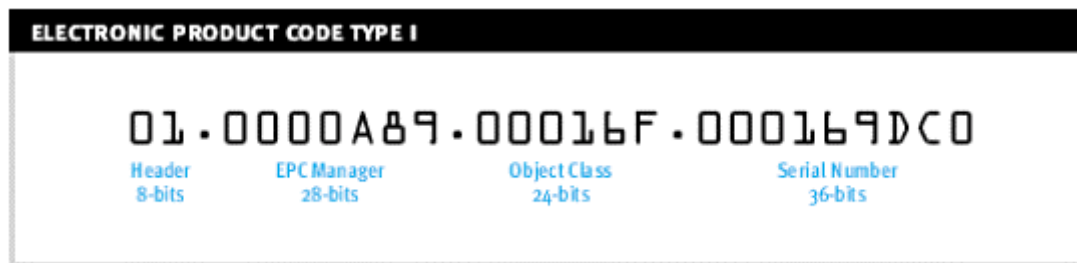 ELECTRONIC PRODUCT CODE TYPE I
01.0000A89.00016F.000169DC0
Header EPC Manager Object Class Serial Number
8-bits 28-bits 24-bits 36-bits